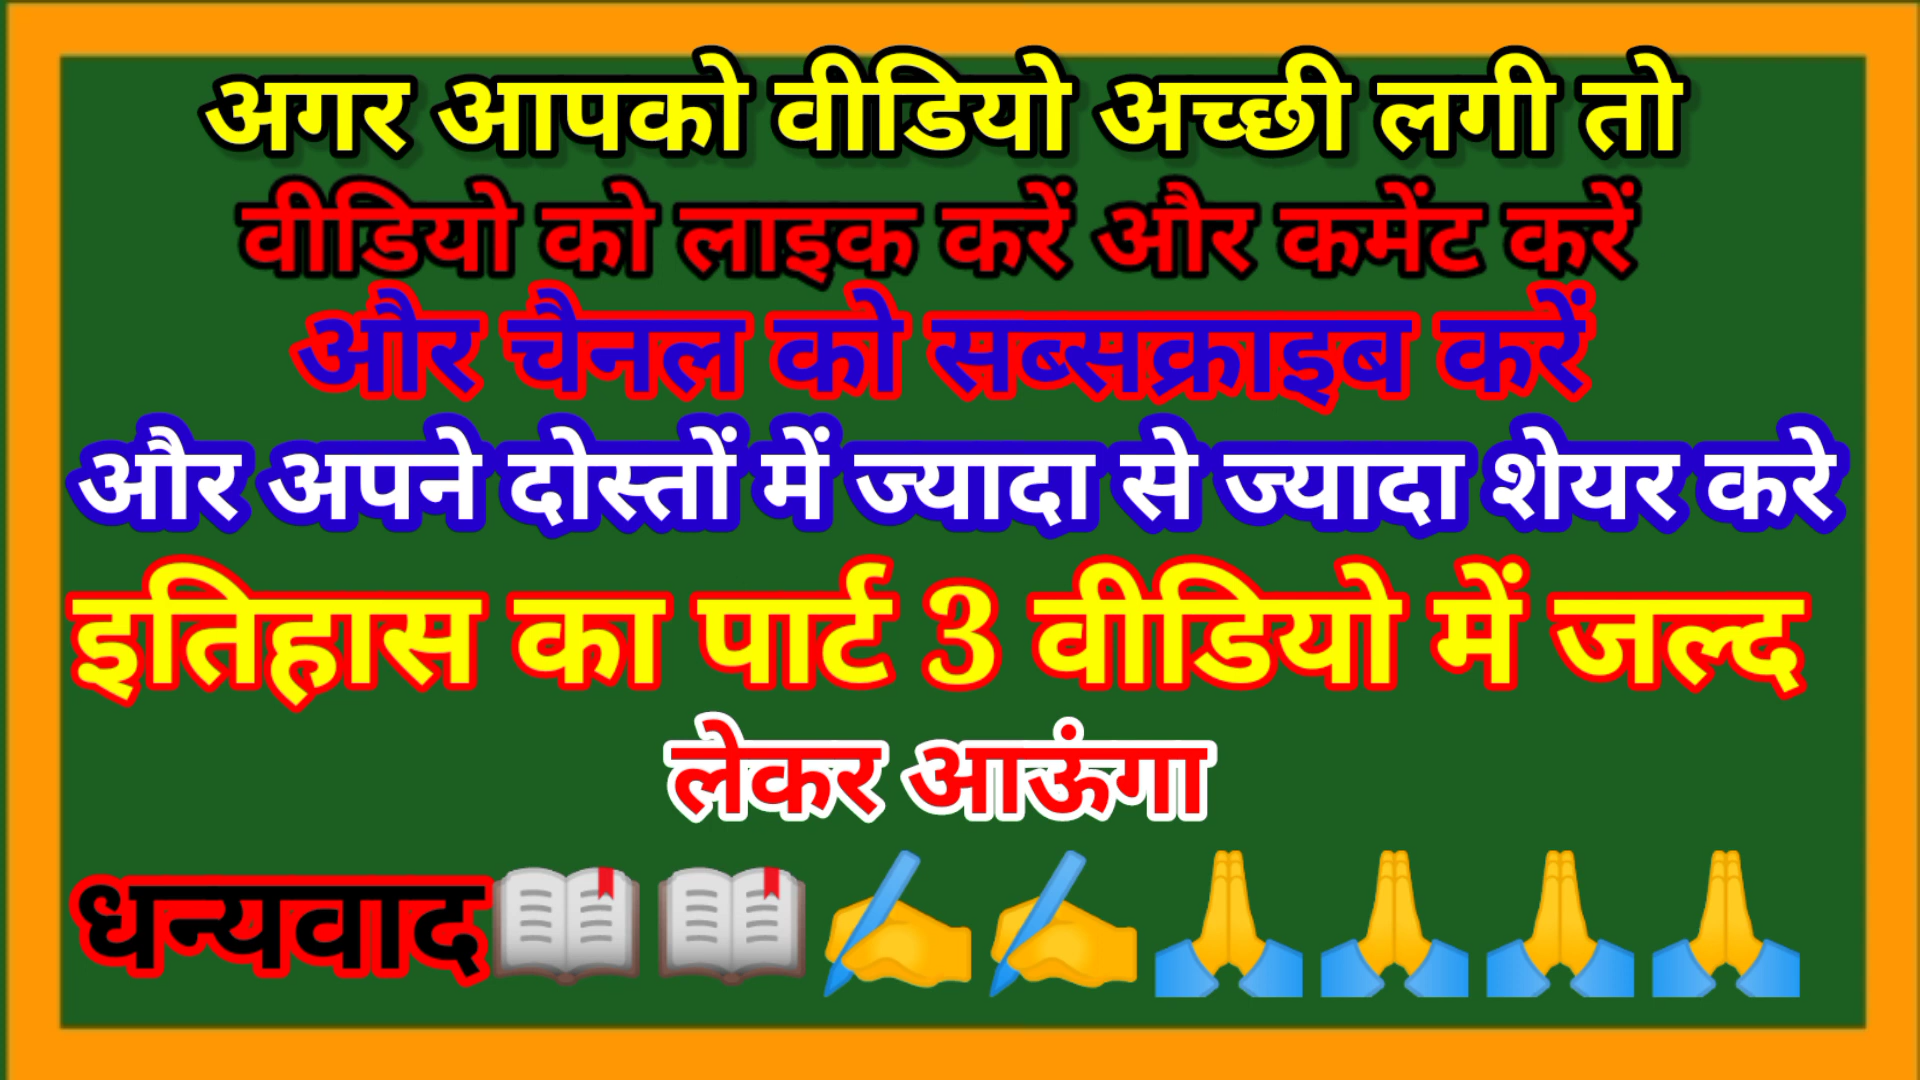 अगर आपको वीडियो अच्छी लगी तो
वीडियो को लाइक करें और कमेंट करें
और चैनल को सब्सक्राइब करें
और अपने दोस्तों में ज्यादा से ज्यादा शेयर करे
इतिहास का पार्ट 3 वीडियो में जल्द
लेकर आऊंगा
धन्यवाद📖📖✍️✍️🙏🙏🙏🙏